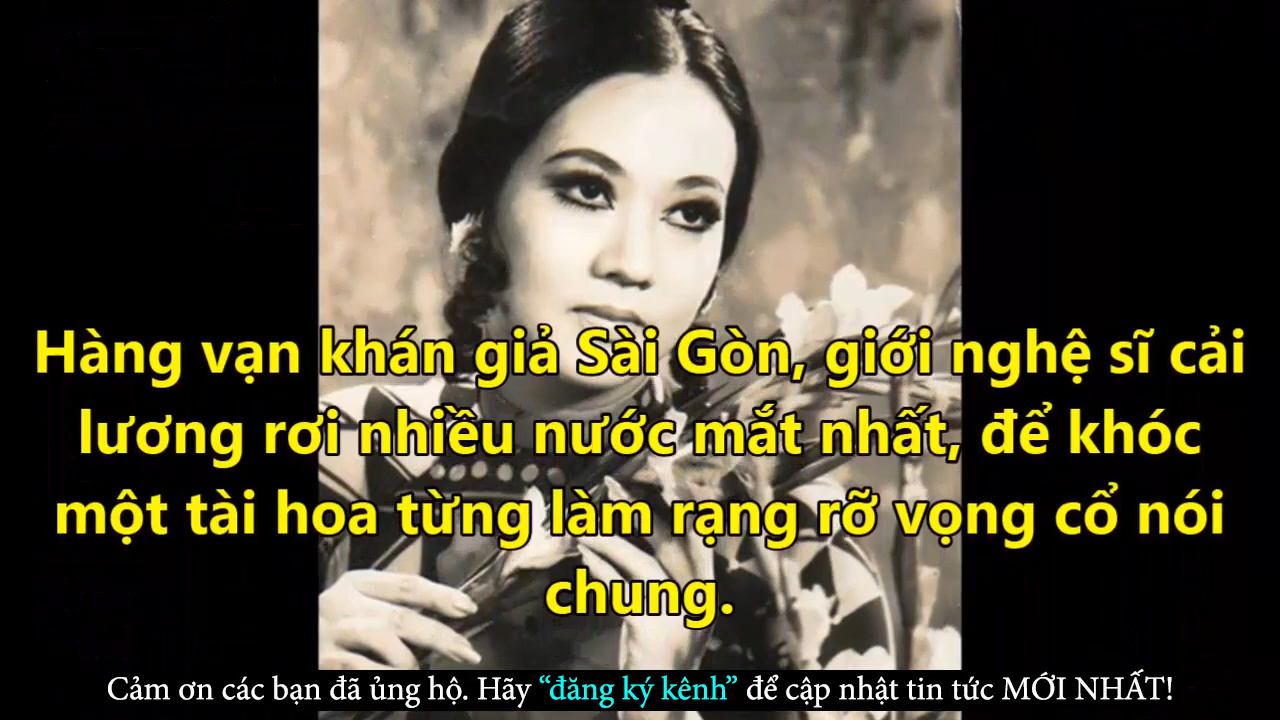 Hàng vạn khán giả Sài Gòn, giới nghệ sĩ cải
lương rơi nhiều nước mắt nhất, để khóc
một tài hoa từng làm rạng rỡ vọng cổ nói
chung.
Cảm ơn các bạn đã ủng hộ. Hãy “đăng ký kênh” để cập nhật tin tức MỚI NHẤT!